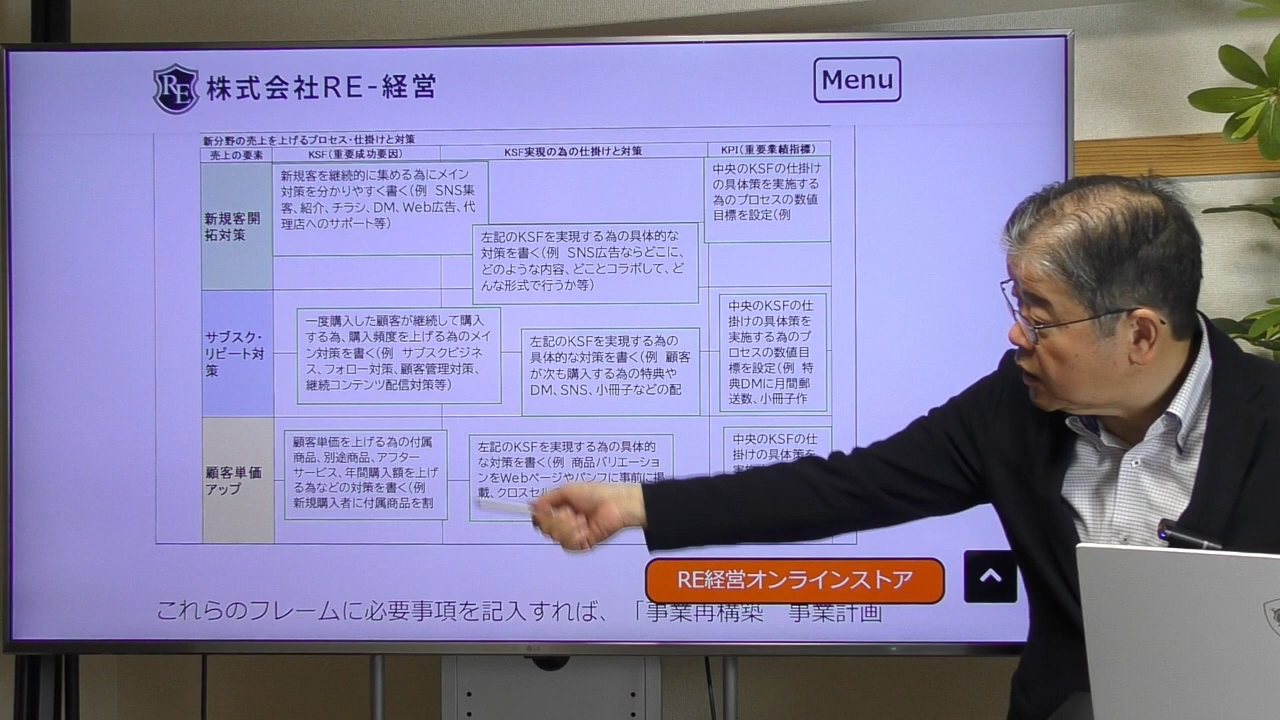 RE 株式会社RE-経営
Menu
新分野の売上を上げるプロセス・仕掛けと対策
売上の要素
KSF(重要成功要因)
KSF実現の為の仕掛けと対策
KPI(重要業績指標)
新規客開
拓対策
新規客を継続的に集める為にメイン
対策を分かりやすく書く(例 SNS集
客、紹介、チラシ、DM、Web広告、代
理店へのサポート等)
左記のKSFを実現する為の具体的な
対策を書く(例 SNS広告ならどこに、
どのような内容、どことコラボして、ど
んな形式で行うか等)
中央のKSFの仕掛け
の具体策を実施する
為のプロセスの数値
目標を設定(例
サブスク・
リピート対
策
一度購入した顧客が継続して購入
する為、購入頻度を上げる為のメイ
ン対策を書く(例 サブスクビジネ
ス、フォロー対策、顧客管理対策、
継続コンテンツ配信対策等)
左記のKSFを実現する為の
具体的な対策を書く(例 顧客
が次も購入する為の特典や
DM、SNS、小冊子などの配
中央のKSFの仕
掛けの具体策を
実施する為のプ
ロセスの数値目
標を設定(例 特
典DMに月間郵
送数、小冊子作
顧客単価
アップ
顧客単価を上げる為の付属
商品、別途商品、アフター
サービス、年間購入額を上げ
る為などの対策を書く(例
新規購入者に付属商品を割
左記のKSFを実現する為の具体的
な対策を書く(例 商品バリエーショ
ンをWebページやパンフに事前に掲
載、クロスセル
中央のKSFの仕
掛けの具体策を
RE経営オンラインストア
これらのフレームに必要事項を記入すれば、「事業再構築 事業計画